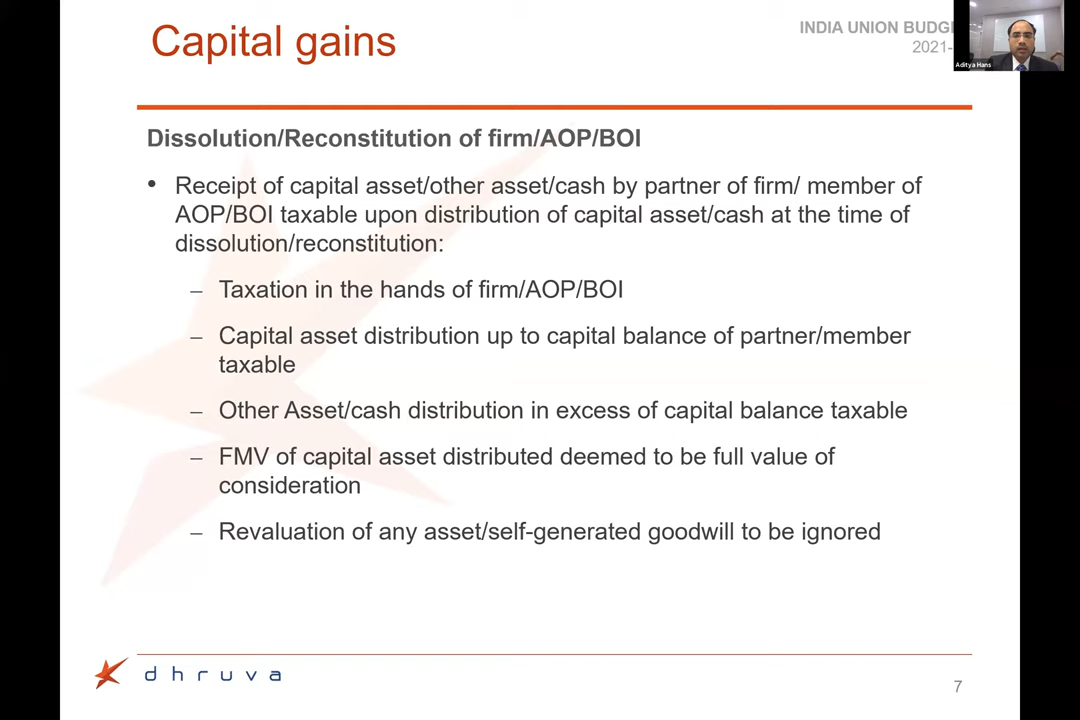 Capital gains
INDIA UNION
2021-
Aditya Hans
Dissolution/Reconstitution of firm/AOP/BOI
• Receipt of capital asset/other asset/cash by partner of firm/ member of
AOP/BOI taxable upon distribution of capital asset/cash at the time of
dissolution/reconstitution:
– Taxation in the hands of firm/AOP/BOI
– Capital asset distribution up to capital balance of partner/member
taxable
– Other Asset/cash distribution in excess of capital balance taxable
– FMV of capital asset distributed deemed to be full value of
consideration
– Revaluation of any asset/self-generated goodwill to be ignored
dhruva
7